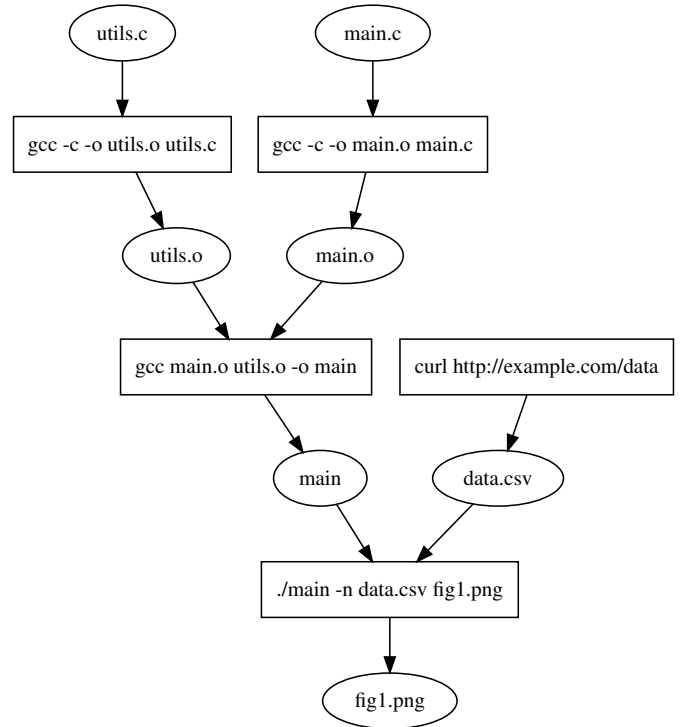 utils.c
main.c
gcc -c -o utils.o utils.c
gcc -c -o main.o main.c
utils.o
main.o
gcc main.o utils.o -o main
curl http://example.com/data
main
data.csv
./main -n data.csv fig1.png
fig1.png